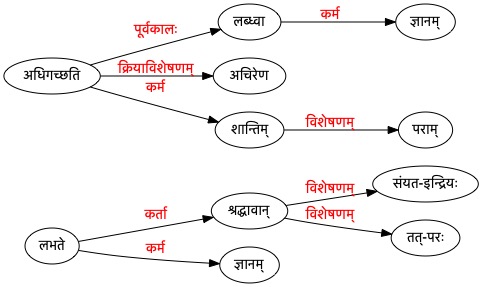 पूर्वकालः
लब्ध्वा
कर्म
ज्ञानम्
अधिगच्छति
क्रियाविशेषणम्
अचिरेण
कर्म
शान्तिम्
विशेषणम्
पराम्
लभते
कर्ता
श्रद्धावान्
विशेषणम्
संयत-इन्द्रियः
विशेषणम्
तत्-परः
कर्म
ज्ञानम्